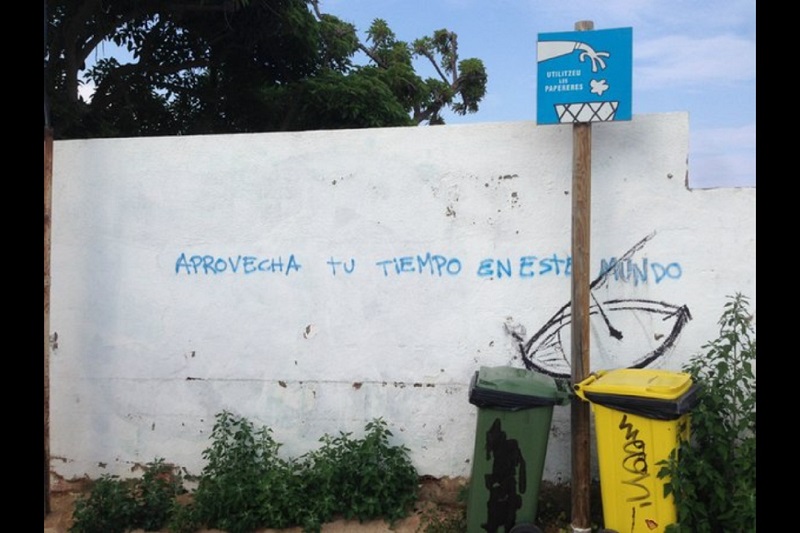 UTILITZEU
LES
PAPERERES
APROVECHA TU TIEMPO EN ESTE MUNDO